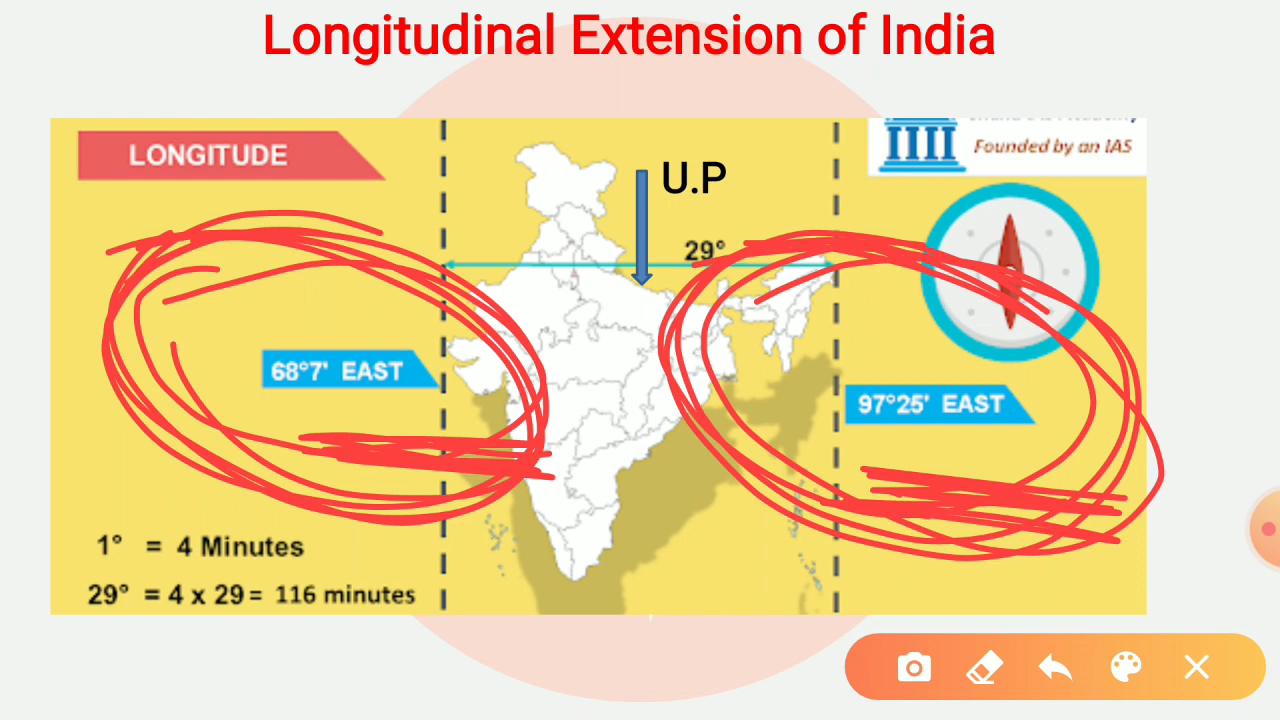 Longitudinal Extension of India
LONGITUDE
Founded by an IAS
U.P
29°
68°7' EAST
97°25' EAST
1° = 4 Minutes
29° = 4 x 29 = 116 minutes